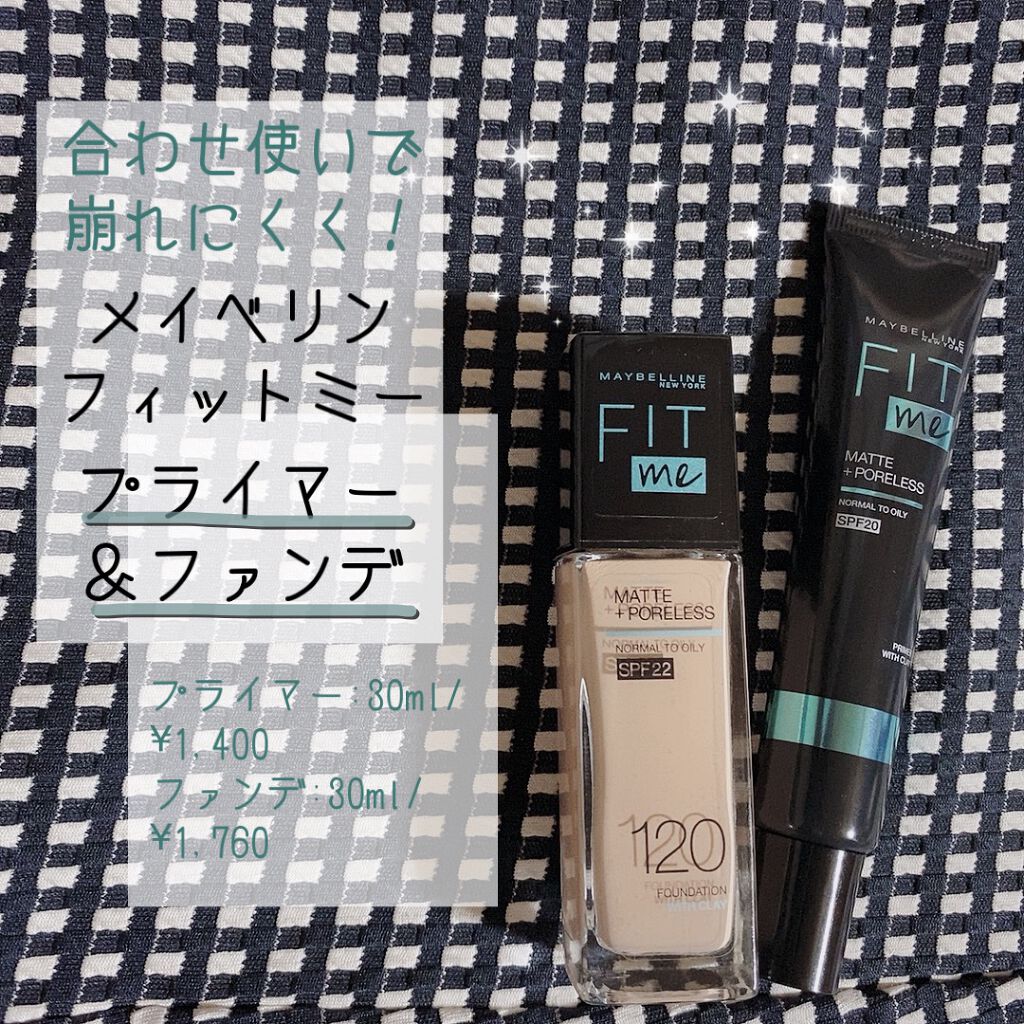 合わせ使いで
崩れにくく！
メイベリン
フィットミー
プライマー
&ファンデ
プライマー:30ml/
¥1,400
ファンデ:30ml/
¥1,760
MAYBELLINE
NEW YORK
FIT
me
MATTE
+PORELESS
NORMAL TO OILY
SPF22
120
FOUNDATION
WITH CLAY
MAYBELLINE
NEW YORK
FIT
me
MATTE
+PORELESS
NORMAL TO OILY
SPF20
WITH